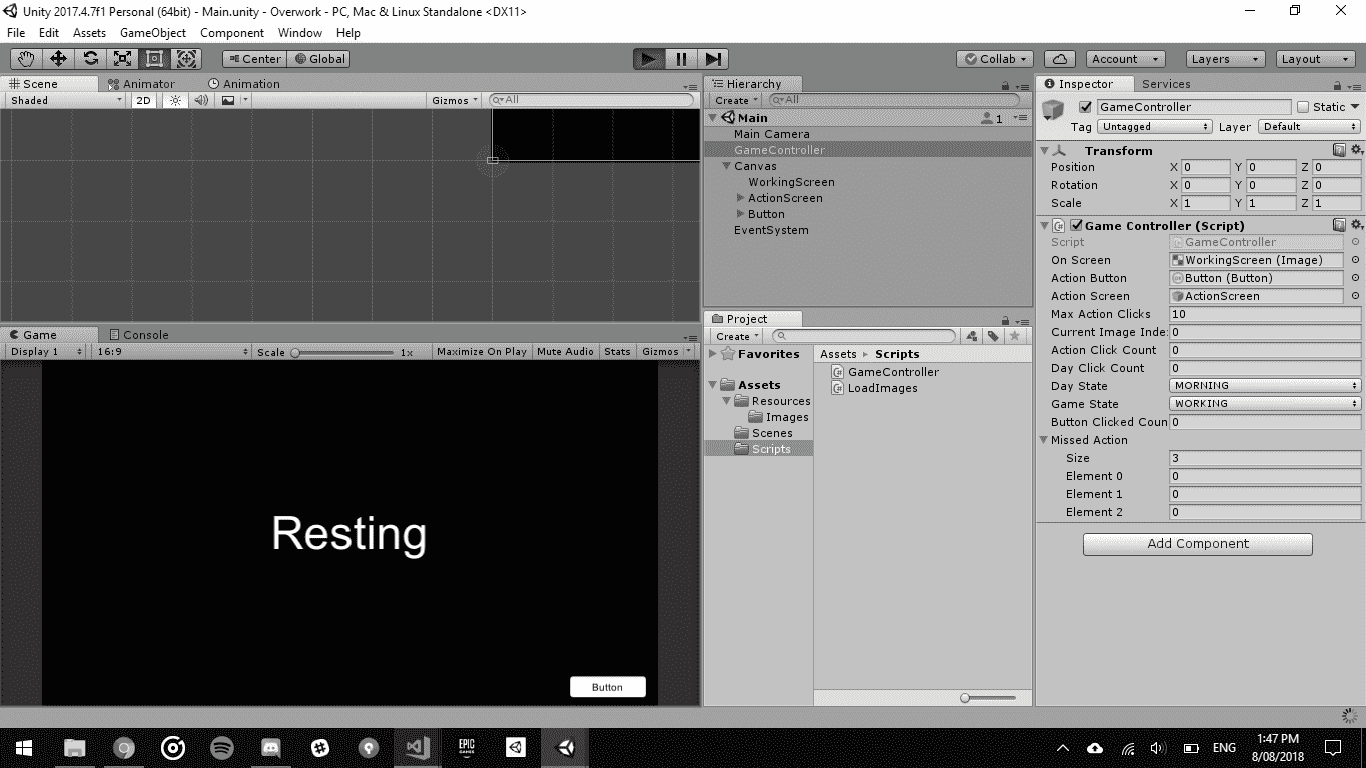 Unity 2017.4.7f1 Personal (64bit) - Main.unity - Overwork - PC, Mac & Linux Standalone <DX11>
File Edit Assets GameObject Component Window Help
Center Global Collab Account Layers Layout
Scene Animator Animation
Shaded 2D Gizmos All
Hierarchy
Create All
Main 1
Main Camera
GameController
Canvas
WorkingScreen
ActionScreen
Button
EventSystem
Game Console
Display 1 16:9 Scale 1x Maximize On Play Mute Audio Stats Gizmos
Resting
Button
Project
Create
Favorites
Assets
Resources
Images
Scenes
Scripts
Assets Scripts
GameController
LoadImages
Inspector Services
GameController Static
Tag Untagged Layer Default
Transform
Position X 0 Y 0 Z 0
Rotation X 0 Y 0 Z 0
Scale X 1 Y 1 Z 1
Game Controller (Script)
Script GameController
On Screen WorkingScreen (Image)
Action Button Button (Button)
Action Screen ActionScreen
Max Action Clicks 10
Current Image Inde: 0
Action Click Count 0
Day Click Count 0
Day State MORNING
Game State WORKING
Button Clicked Coun 0
Missed Action
Size 3
Element 0 0
Element 1 0
Element 2 0
Add Component
EPIC GAMES
ENG
1:47 PM
8/08/2018